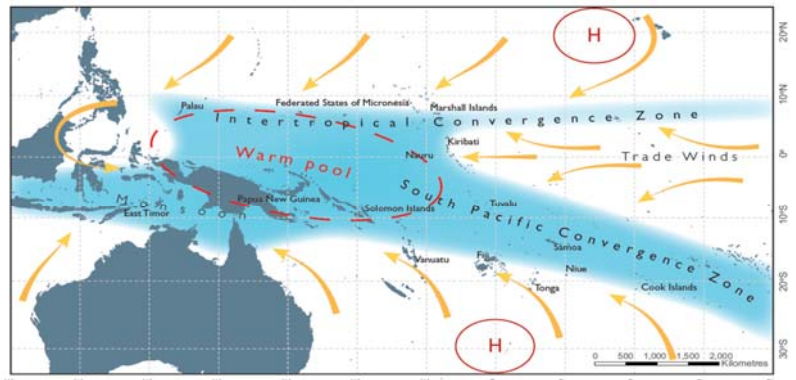 H
20°N
10°N
Palau
Federated States of Micronesia
Marshall Islands
Intertropical Convergence Zone
Kiribati
Nauru
Warm pool
Trade Winds
0°
Monsoon
East Timor
Papua New Guinea
Solomon Islands
South Pacific Convergence Zone
Tuvalu
10°S
Vanuatu
Fiji
Samoa
Niue
Tonga
Cook Islands
20°S
H
30°S
0 500 1,000 1,500 2,000
Kilometres